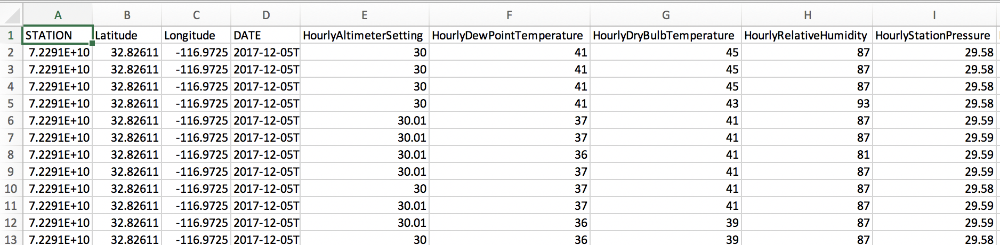 A B C D E F G H I
1 STATION Latitude Longitude DATE HourlyAltimeterSetting HourlyDewPointTemperature HourlyDryBulbTemperature HourlyRelativeHumidity HourlyStationPressure
2 7.2291E+10 32.82611 -116.9725 2017-12-05T 30 41 45 87 29.58
3 7.2291E+10 32.82611 -116.9725 2017-12-05T 30 41 45 87 29.58
4 7.2291E+10 32.82611 -116.9725 2017-12-05T 30 41 45 87 29.58
5 7.2291E+10 32.82611 -116.9725 2017-12-05T 30 41 43 93 29.58
6 7.2291E+10 32.82611 -116.9725 2017-12-05T 30.01 37 41 87 29.59
7 7.2291E+10 32.82611 -116.9725 2017-12-05T 30.01 37 41 87 29.59
8 7.2291E+10 32.82611 -116.9725 2017-12-05T 30.01 36 41 81 29.59
9 7.2291E+10 32.82611 -116.9725 2017-12-05T 30.01 37 41 87 29.59
10 7.2291E+10 32.82611 -116.9725 2017-12-05T 30 37 41 87 29.58
11 7.2291E+10 32.82611 -116.9725 2017-12-05T 30.01 37 41 87 29.59
12 7.2291E+10 32.82611 -116.9725 2017-12-05T 30.01 36 39 87 29.59
13 7.2291E+10 32.82611 -116.9725 2017-12-05T 30 36 39 87 29.58